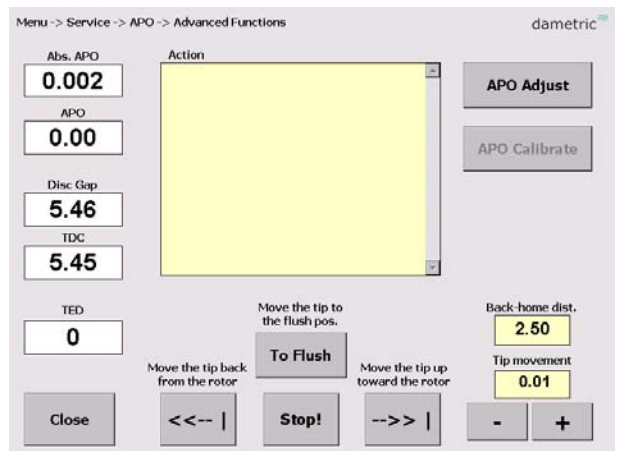 Menu -> Service -> APO -> Advanced Functions
dametric
Abs. APO
0.002
APO
0.00
Disc Gap
5.46
TDC
5.45
TED
0
Action
APO Adjust
APO Calibrate
Move the tip to
the flush pos.
To Flush
Move the tip back
from the rotor
Move the tip up
toward the rotor
Back-home dist.
2.50
Tip movement
0.01
Close
<<-- |
Stop!
-->> |
-
+